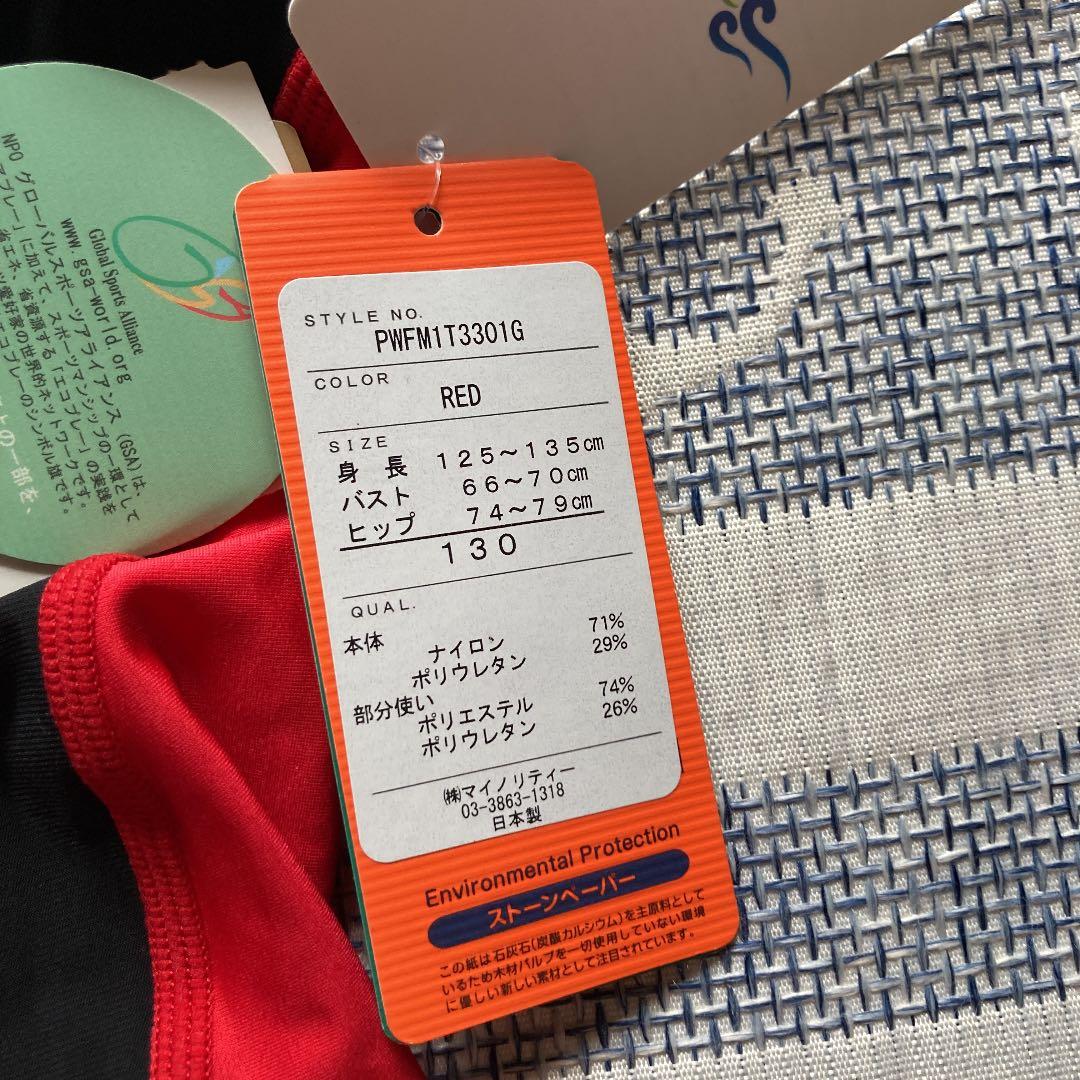 Global Sports Alliance
www.gsa-world.org
NPO グローバルスポーツアライアンス (GSA)は、
STYLE NO.
PWFM1T3301G
COLOR
RED
SIZE
身長 125～135cm
バスト 66～70cm
ヒップ 74～79cm
130
QUAL.
本体
ナイロン 71%
ポリウレタン 29%
部分使い
ポリエステル 74%
ポリウレタン 26%
㈱マイノリティー
03-3863-1318
日本製
Environmental Protection
ストーンペーパー
この紙は石灰石(炭酸カルシウム)を主原料として
いるため木材パルプを一切使用していない環境
に優しい新しい素材として注目されています。